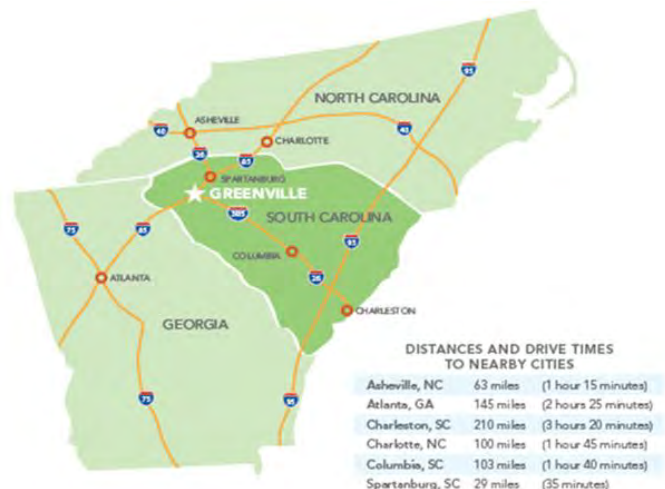 95
NORTH CAROLINA
ASHEVILLE
40
40
CHARLOTTE
26
85
SPARTANBURG
GREENVILLE
385
SOUTH CAROLINA
75
85
95
COLUMBIA
26
ATLANTA
CHARLESTON
GEORGIA
75
95
DISTANCES AND DRIVE TIMES
TO NEARBY CITIES
Asheville, NC 63 miles (1 hour 15 minutes)
Atlanta, GA 145 miles (2 hours 25 minutes)
Charleston, SC 210 miles (3 hours 20 minutes)
Charlotte, NC 100 miles (1 hour 45 minutes)
Columbia, SC 103 miles (1 hour 40 minutes)
Spartanburg, SC 29 miles (35 minutes)